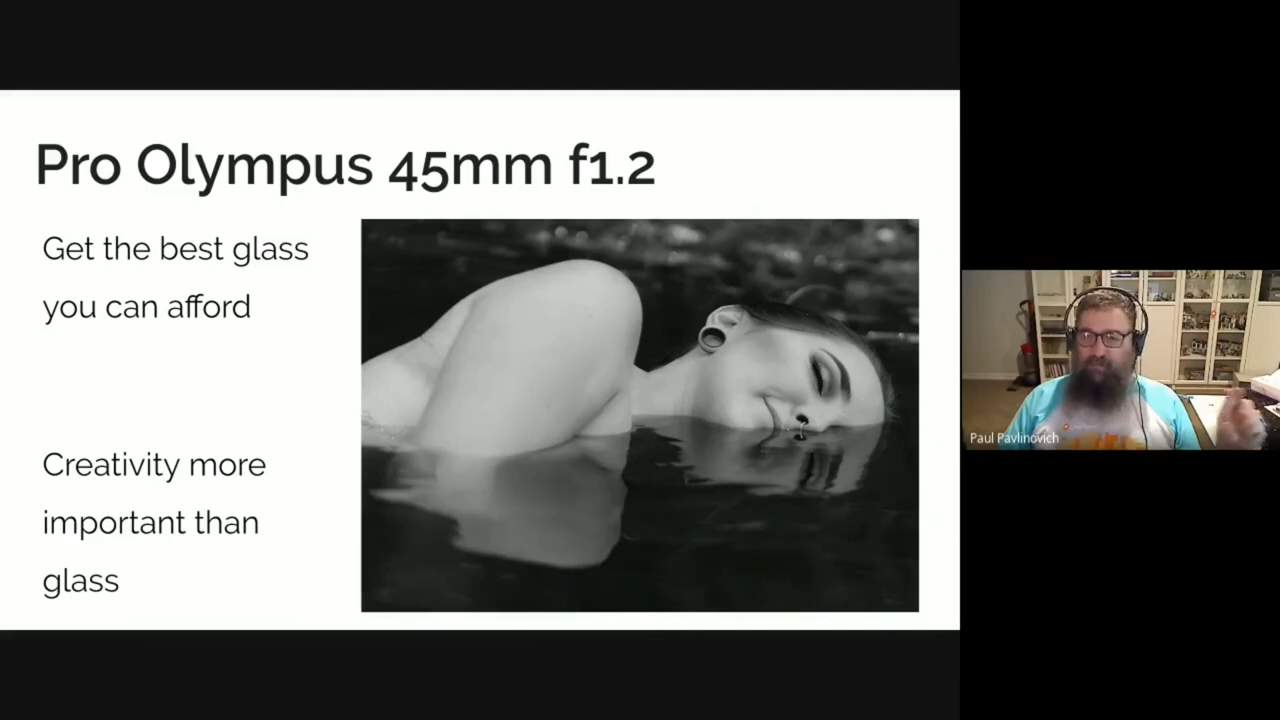 Pro Olympus 45mm f1.2
Get the best glass
you can afford
Creativity more
important than
glass
Paul Pavlinovich